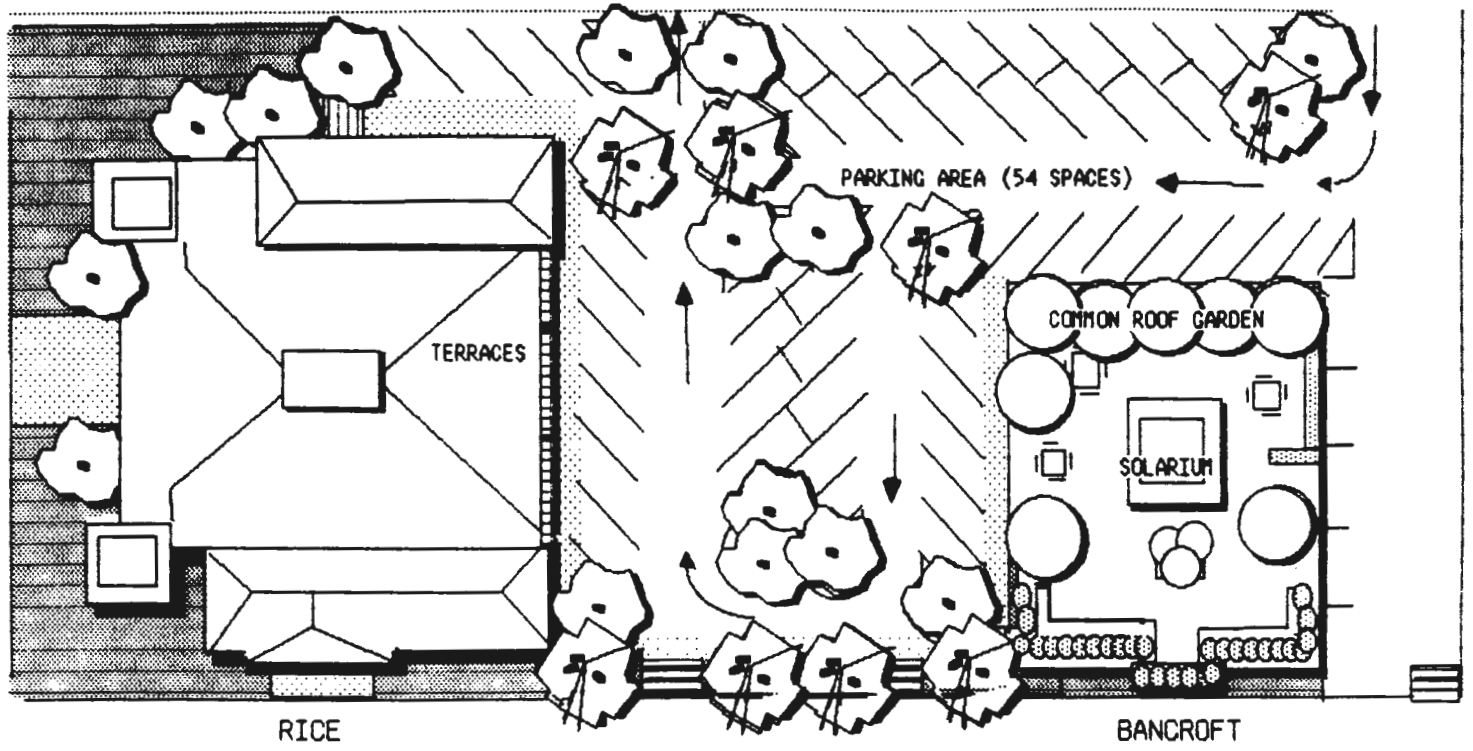 PARKING AREA (54 SPACES)
COMMON ROOF GARDEN
TERRACES
SOLARIUM
RICE
BANCROFT